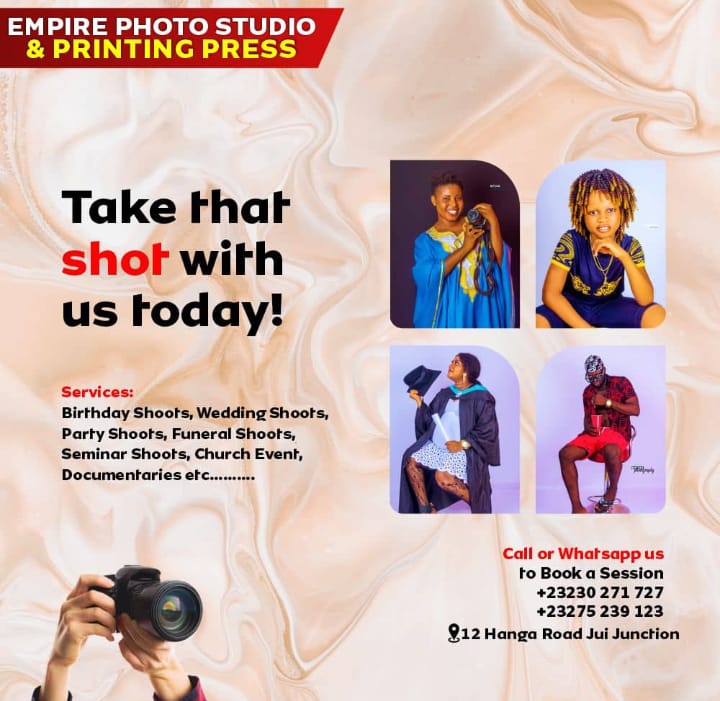 EMPIRE PHOTO STUDIO
& PRINTING PRESS
Take that
shot with
us today!
Services:
Birthday Shoots, Wedding Shoots,
Party Shoots, Funeral Shoots,
Seminar Shoots, Church Event,
Documentaries etc..........
Call or Whatsapp us
to Book a Session
+23230 271 727
+23275 239 123
12 Hanga Road Jui Junction